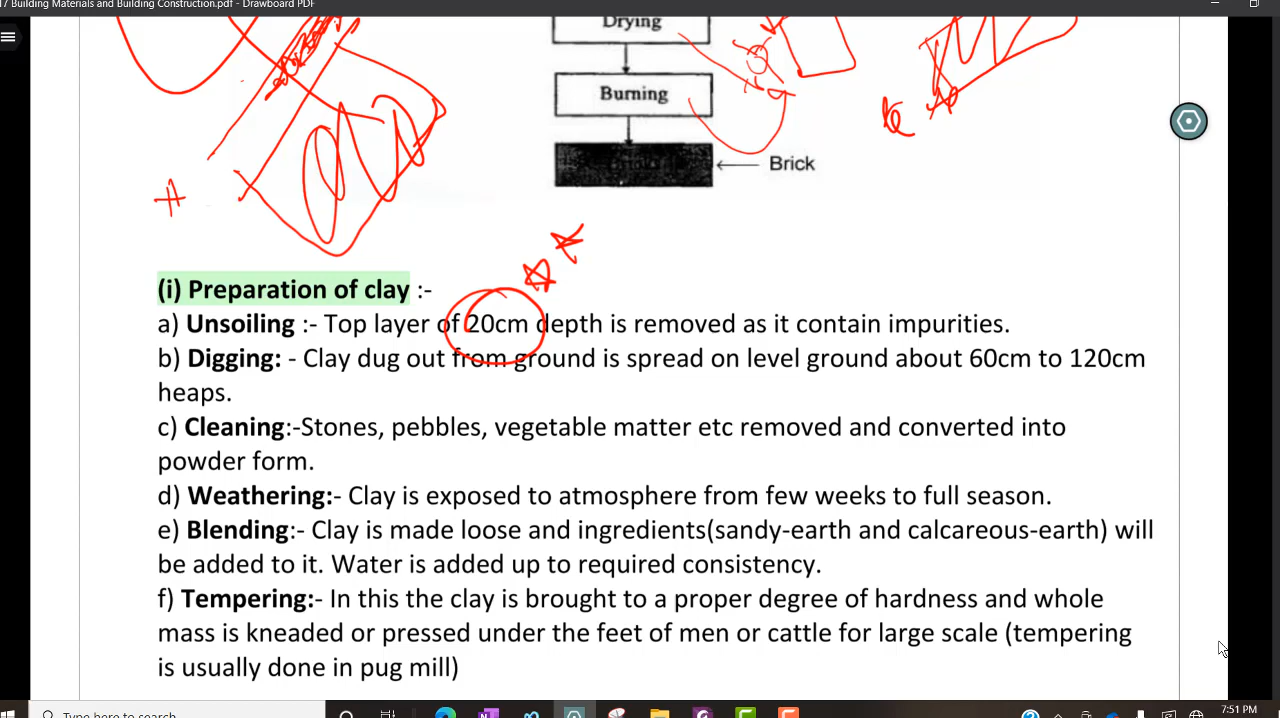 17 Building Materials and Building Construction.pdf - Drawboard PDF
Drying
Burning
Brick
(i) Preparation of clay :-
a) Unsoiling :- Top layer of 20cm depth is removed as it contain impurities.
b) Digging: - Clay dug out from ground is spread on level ground about 60cm to 120cm
heaps.
c) Cleaning:-Stones, pebbles, vegetable matter etc removed and converted into
powder form.
d) Weathering:- Clay is exposed to atmosphere from few weeks to full season.
e) Blending:- Clay is made loose and ingredients(sandy-earth and calcareous-earth) will
be added to it. Water is added up to required consistency.
f) Tempering:- In this the clay is brought to a proper degree of hardness and whole
mass is kneaded or pressed under the feet of men or cattle for large scale (tempering
is usually done in pug mill)
Type here to search
7:51 PM